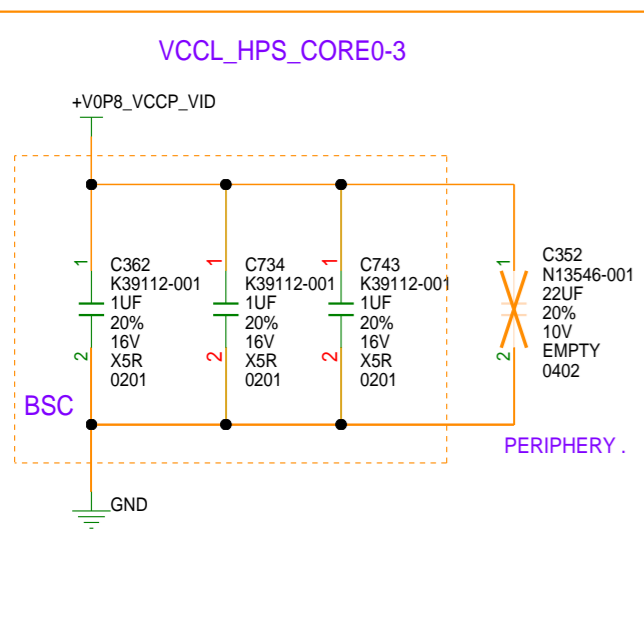 VCCL_HPS_CORE0-3
+V0P8_VCCP_VID
1
C362
K39112-001
1UF
20%
16V
X5R
0201
2
1
C734
K39112-001
1UF
20%
16V
X5R
0201
2
1
C743
K39112-001
1UF
20%
16V
X5R
0201
2
1
C352
N13546-001
22UF
20%
10V
EMPTY
0402
2
BSC
PERIPHERY .
GND